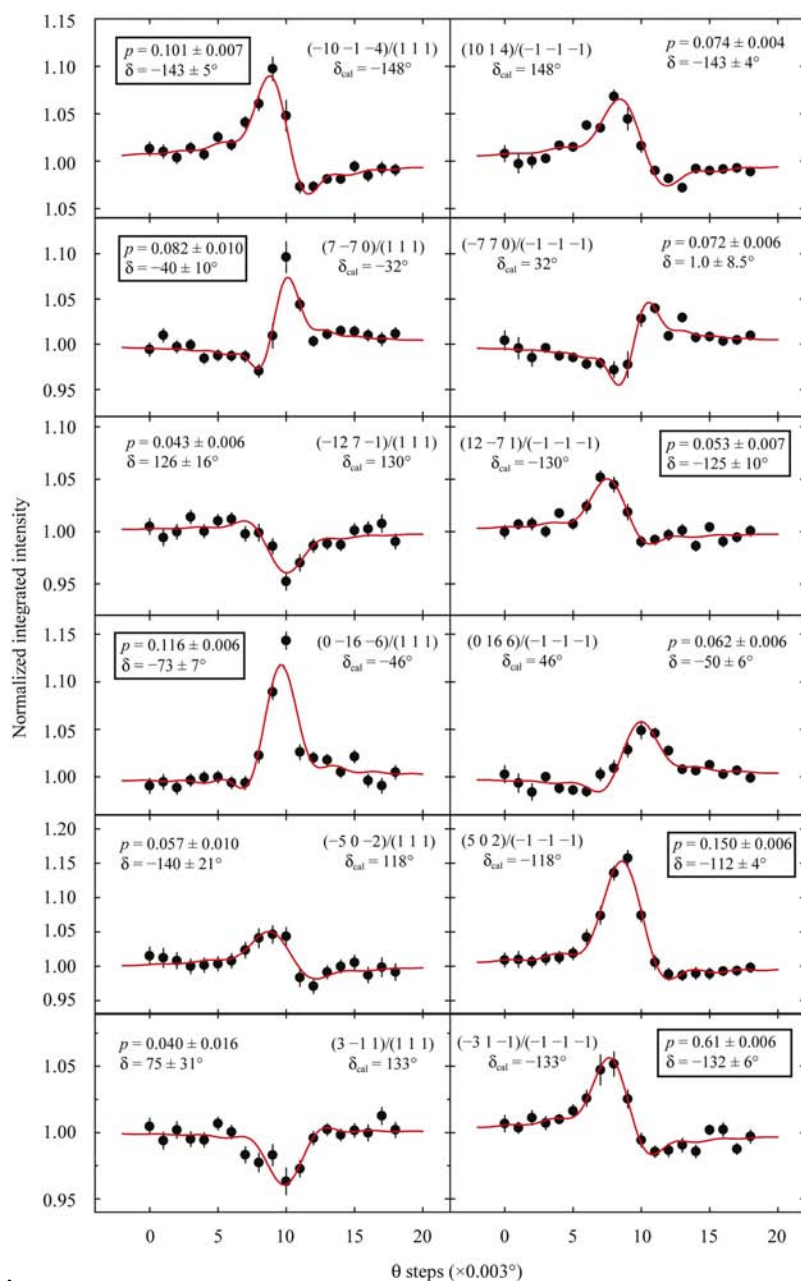 1.15
p = 0.101 ± 0.007 (−10 −1 −4)/(1 1 1) (10 1 4)/(−1 −1 −1) p = 0.074 ± 0.004
δ = −143 ± 5° δcal = −148° δcal = 148° δ = −143 ± 4°
1.10
1.05
1.00
1.05
p = 0.082 ± 0.010 (7 −7 0)/(1 1 1) (−7 7 0)/(−1 −1 −1) p = 0.072 ± 0.006
δ = −40 ± 10° δcal = −32° δcal = 32° δ = 1.0 ± 8.5°
1.10
1.05
1.00
0.95
1.10
p = 0.043 ± 0.006 (−12 7 −1)/(1 1 1) (12 −7 1)/(−1 −1 −1) p = 0.053 ± 0.007
δ = 126 ± 16° δcal = 130° δcal = −130° δ = −125 ± 10°
1.05
1.00
0.95
1.15
p = 0.116 ± 0.006 (0 −16 −6)/(1 1 1) (0 16 6)/(−1 −1 −1) p = 0.062 ± 0.006
δ = −73 ± 7° δcal = −46° δcal = 46° δ = −50 ± 6°
1.10
1.05
1.00
1.20
p = 0.057 ± 0.010 (−5 0 −2)/(1 1 1) (5 0 2)/(−1 −1 −1) p = 0.150 ± 0.006
δ = −140 ± 21° δcal = 118° δcal = −118° δ = −112 ± 4°
1.15
1.10
1.05
1.00
0.95
p = 0.040 ± 0.016 (3 −1 1)/(1 1 1) (−3 1 −1)/(−1 −1 −1) p = 0.61 ± 0.006
δ = 75 ± 31° δcal = 133° δcal = −133° δ = −132 ± 6°
1.05
1.00
0.95
0 5 10 15 20 0 5 10 15 20
θ steps (×0.003°)
Normalized integrated intensity